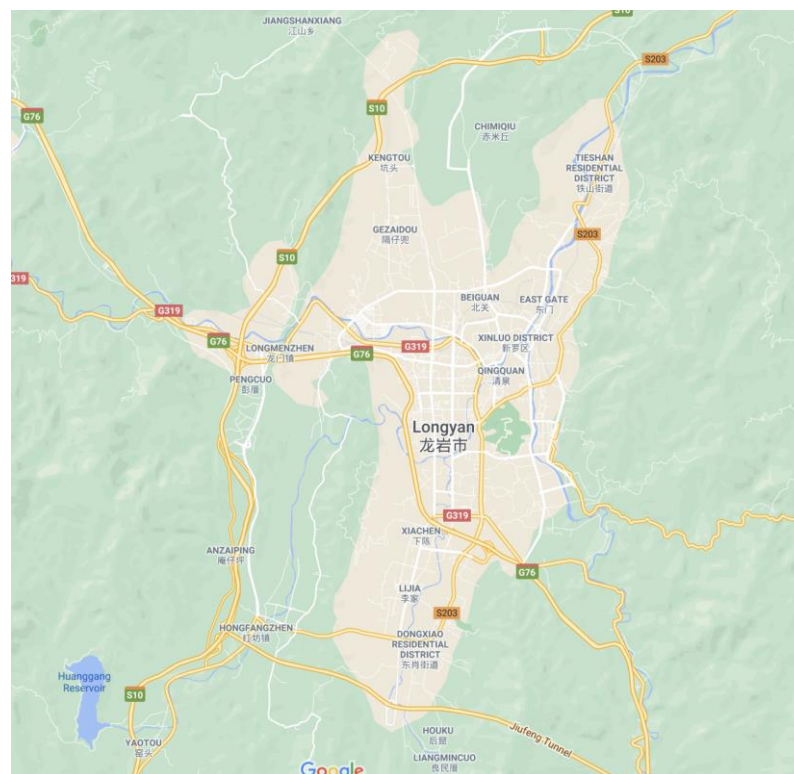 JIANGSHANXIANG
江山乡
S10
S203
G76
S10
CHIMIQIU
赤米丘
KENGTOU
坑头
TIESHAN
RESIDENTIAL
DISTRICT
铁山街道
GEZAIDOU
隔仔兜
S203
S10
319
BEIGUAN
北关
EAST GATE
东门
G319
G76
LONGMENZHEN
龙门镇
G76
G319
XINLUO DISTRICT
新罗区
PENGCUO
彭厝
QINGQUAN
清泉
Longyan
龙岩市
G319
XIACHEN
下陈
ANZAIPING
庵仔坪
G76
LIJIA
李家
S203
HONGFANGZHEN
红坊镇
DONGXIAO
RESIDENTIAL
DISTRICT
东肖街道
Huanggang
Reservoir
S10
YAOTOU
窑头
HOUKU
Jiufeng Tunnel
LIANGMINCUO
良民厝
Google